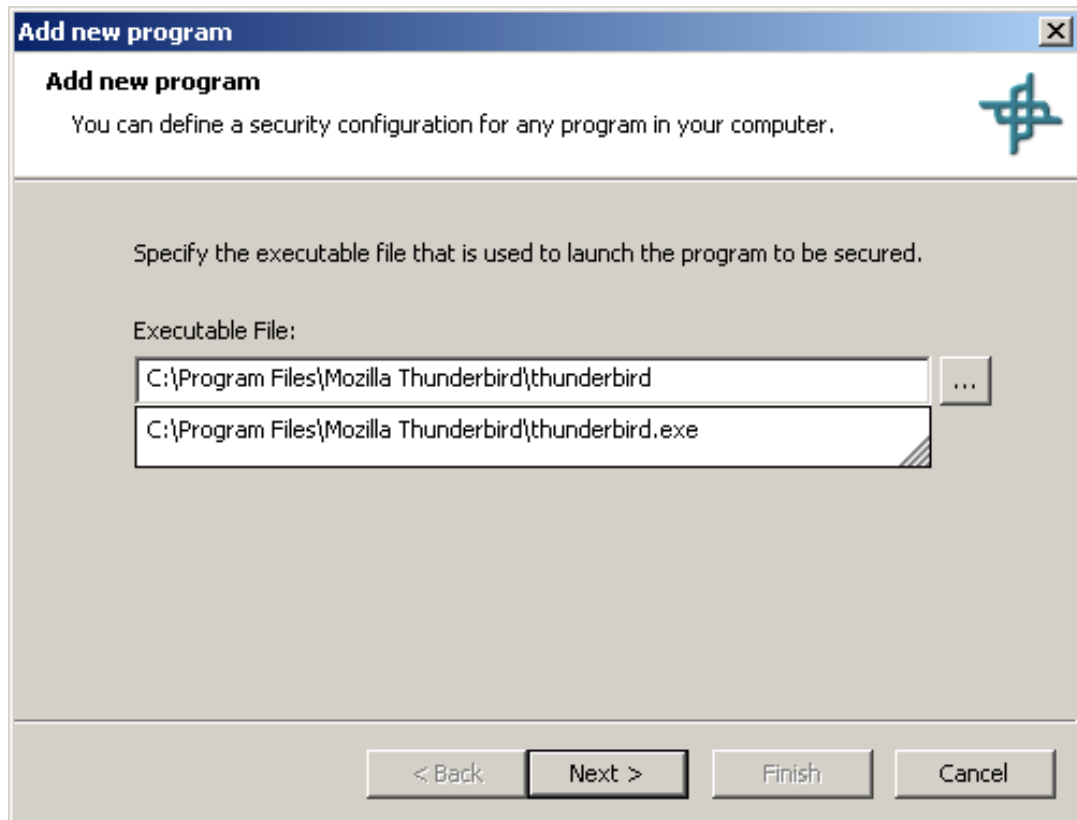 Add new program
Add new program
You can define a security configuration for any program in your computer.
Specify the executable file that is used to launch the program to be secured.
Executable File:
C:\Program Files\Mozilla Thunderbird\thunderbird
...
C:\Program Files\Mozilla Thunderbird\thunderbird.exe
< Back
Next >
Finish
Cancel